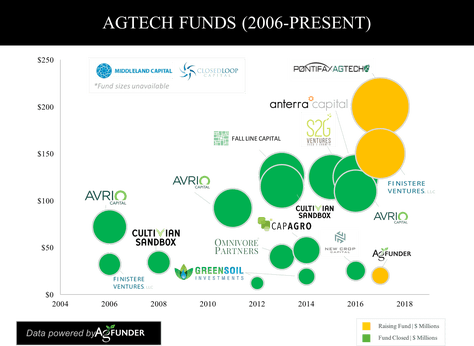 AGTECH FUNDS (2006-PRESENT)
$250
$200
$150
$100
$50
$0
MIDDLELAND CAPITAL
CLOSEDLOOP
CAPITAL
*Fund sizes unavailable
PONTIFAX AGTECH
anterra capital
S2G
VENTURES
FALL LINE CAPITAL
FINISTERE
VENTURES
AVRIO
CAPITAL
AVRIO
CAPITAL
CULTIVIAN
SANDBOX
CAPAGRO
AVRIO
CAPITAL
CULTIVIAN
SANDBOX
OMNIVORE
PARTNERS
NEW CROP
CAPITAL
AGFUNDER
GREENSOIL
INVESTMENTS
FINISTERE
VENTURES
2004
2006
2008
2010
2012
2014
2016
2018
Data powered by AGFUNDER
Raising Fund | $ Millions
Fund Closed | $ Millions